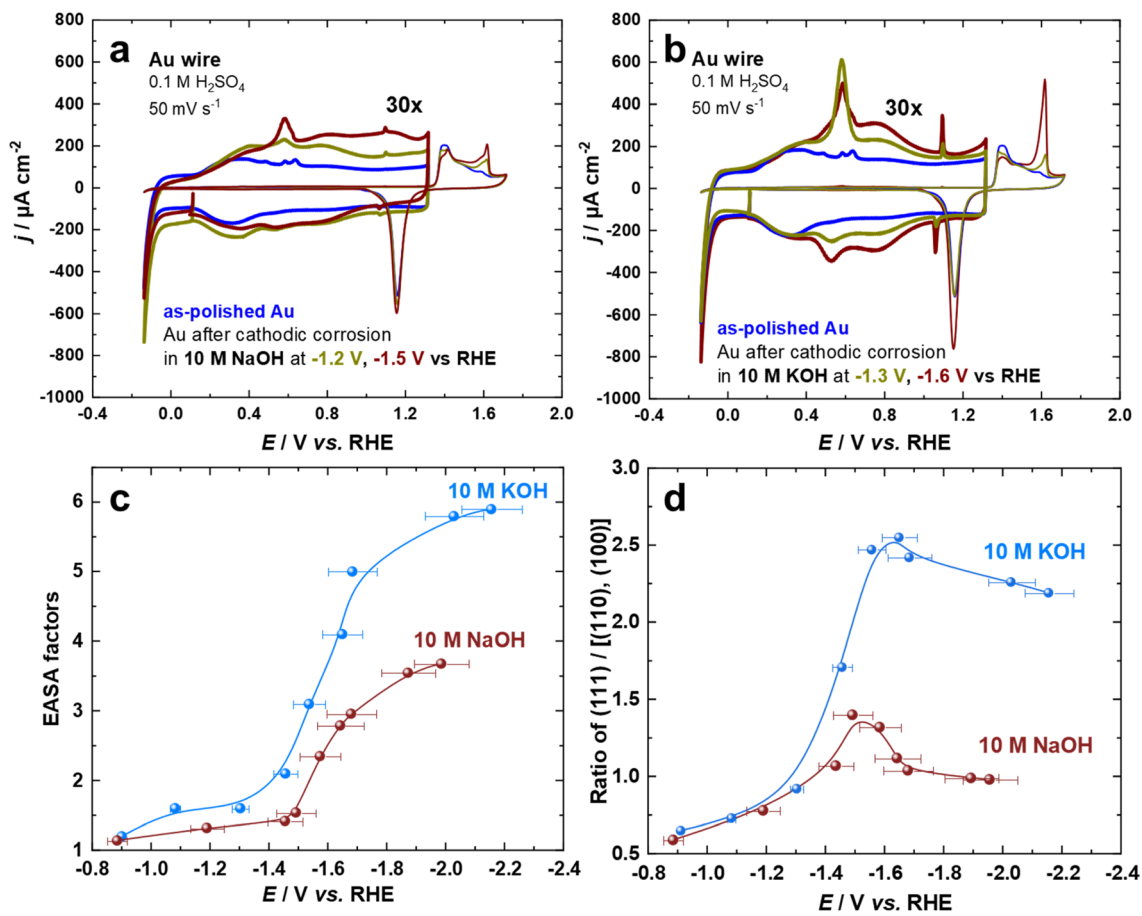 a
Au wire
0.1 M H₂SO₄
50 mV s⁻¹
30x
as-polished Au
Au after cathodic corrosion
in 10 M NaOH at -1.2 V, -1.5 V vs RHE
800
600
400
200
0
-200
-400
-600
-800
-1000
j / µA cm⁻²
-0.4 0.0 0.4 0.8 1.2 1.6 2.0
E / V vs. RHE
b
Au wire
0.1 M H₂SO₄
50 mV s⁻¹
30x
as-polished Au
Au after cathodic corrosion
in 10 M KOH at -1.3 V, -1.6 V vs RHE
800
600
400
200
0
-200
-400
-600
-800
-1000
j / µA cm⁻²
-0.4 0.0 0.4 0.8 1.2 1.6 2.0
E / V vs. RHE
c
10 M KOH
10 M NaOH
6
5
4
3
2
1
EASA factors
-0.8 -1.0 -1.2 -1.4 -1.6 -1.8 -2.0 -2.2 -2.4
E / V vs. RHE
d
10 M KOH
10 M NaOH
3.0
2.5
2.0
1.5
1.0
0.5
Ratio of (111) / [(110), (100)]
-0.8 -1.0 -1.2 -1.4 -1.6 -1.8 -2.0 -2.2 -2.4
E / V vs. RHE